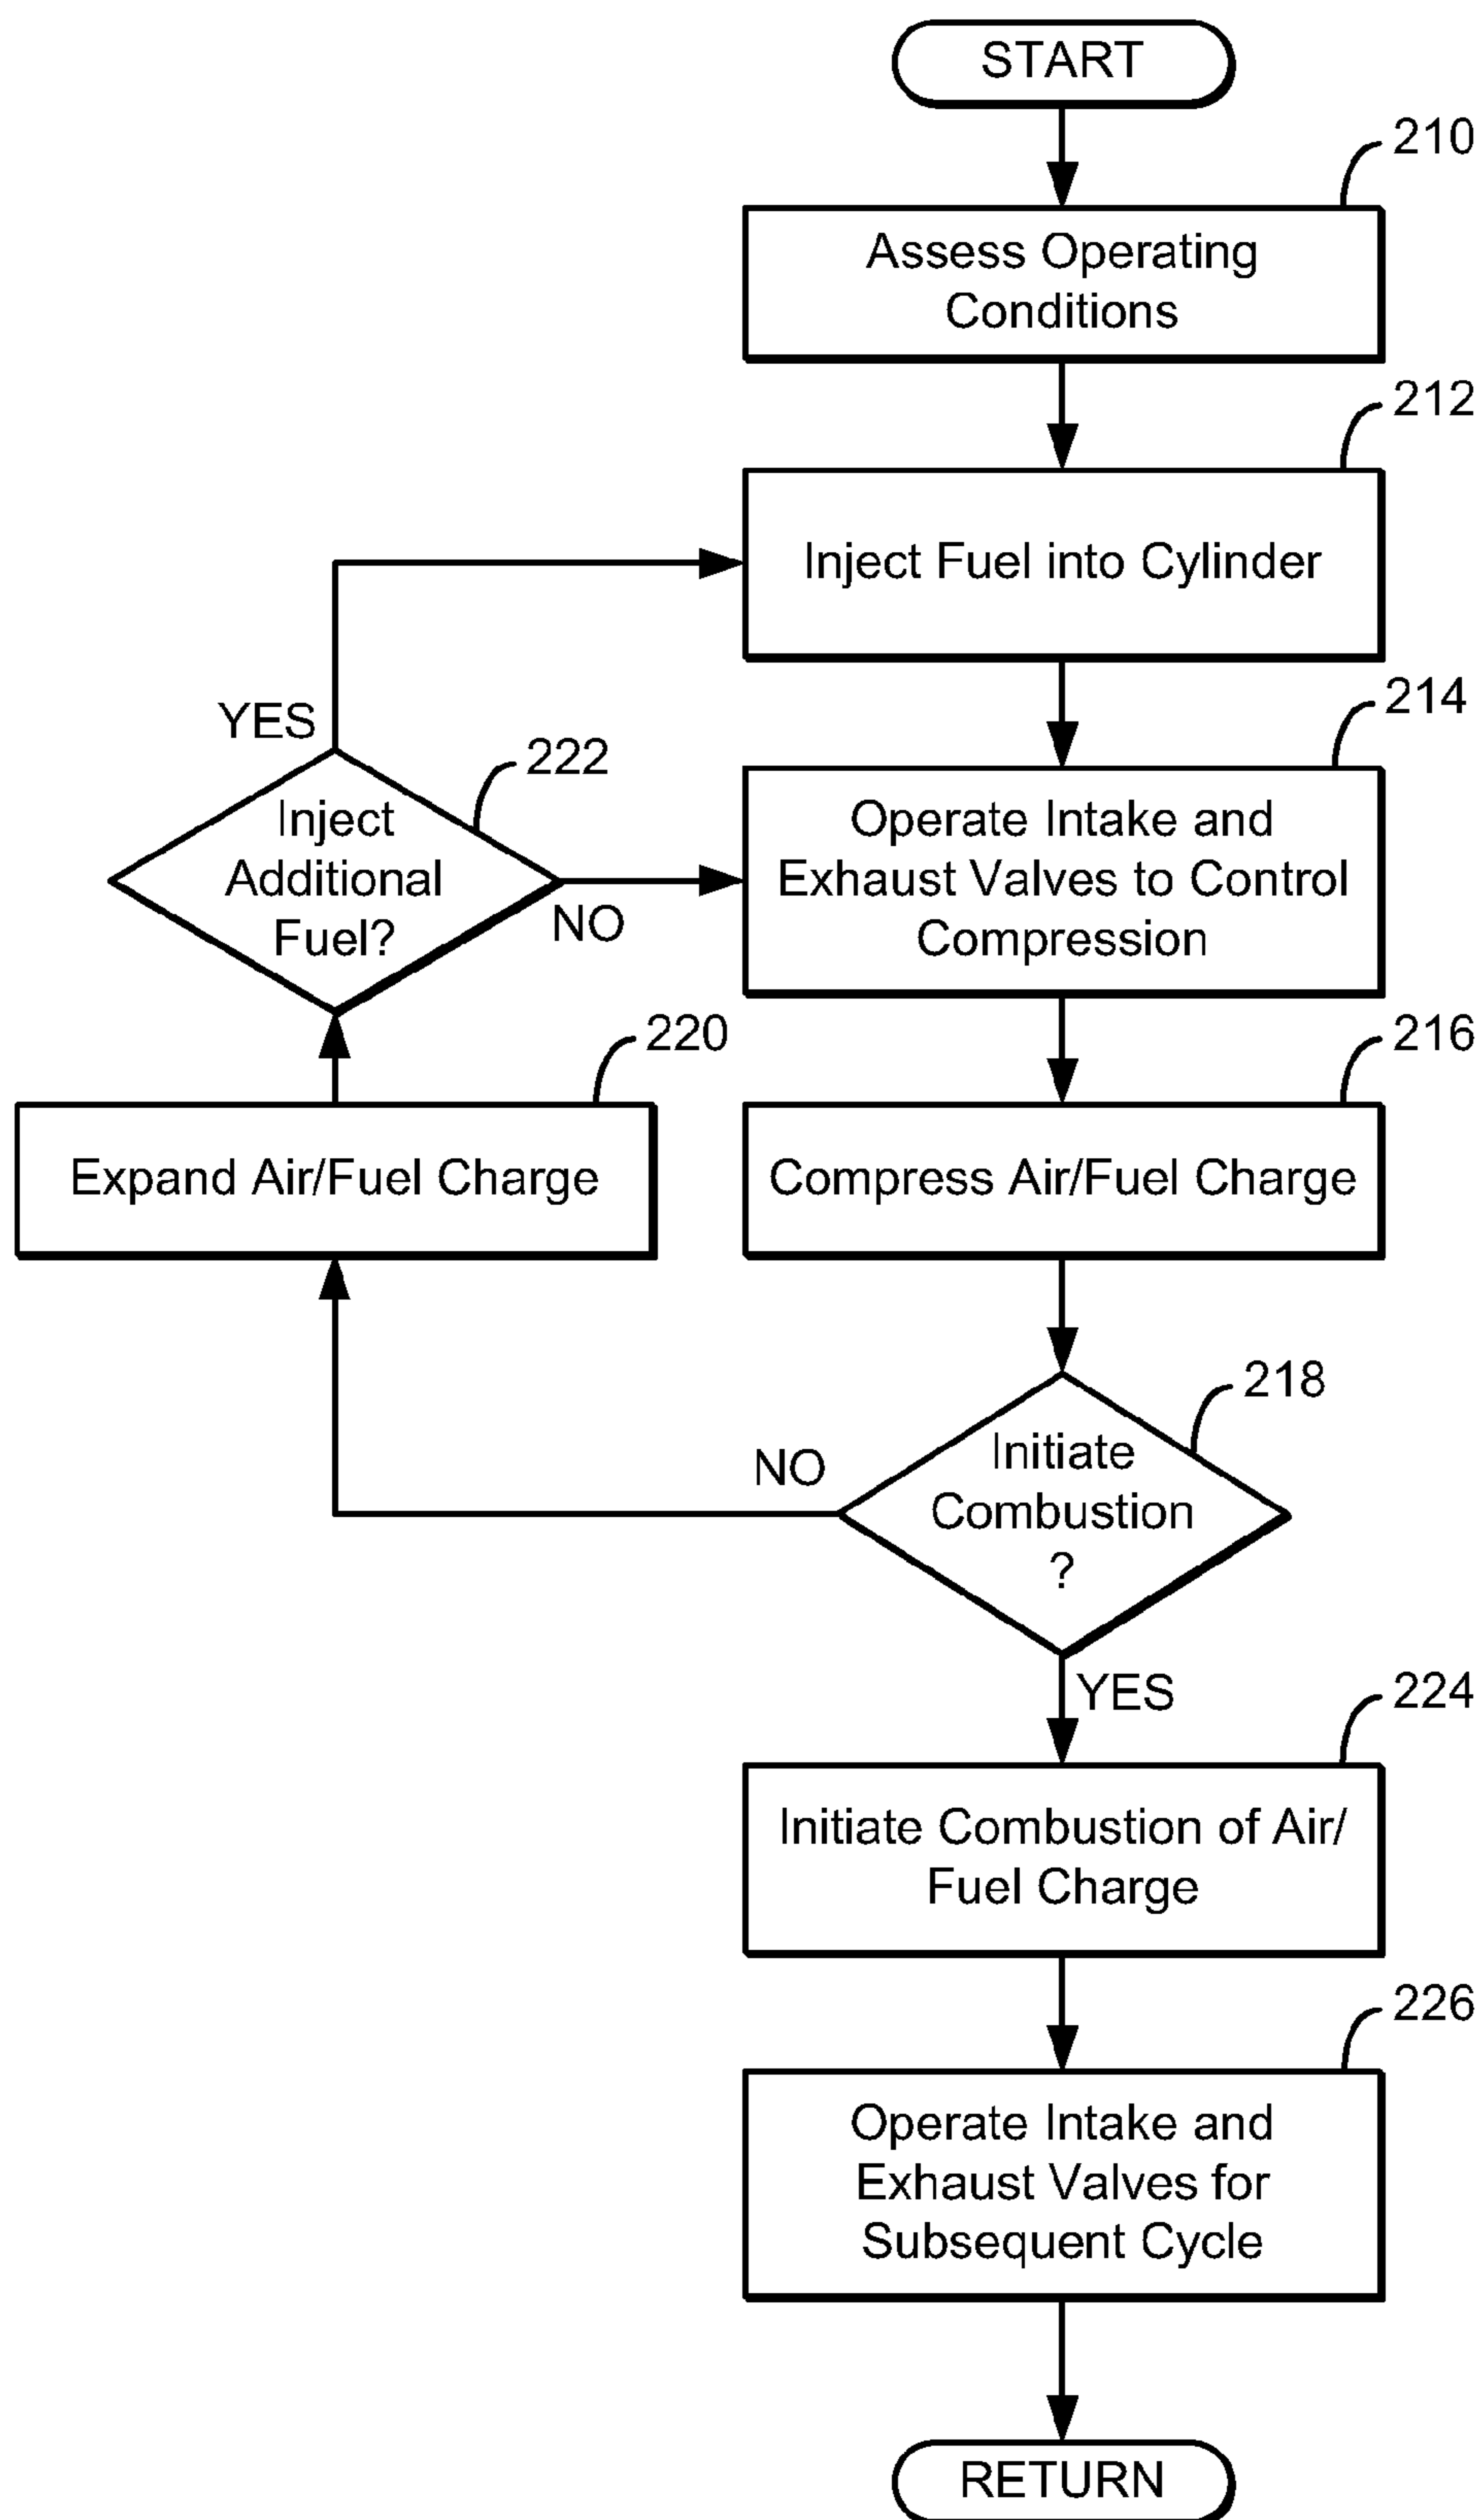 START
210
Assess Operating
Conditions
212
Inject Fuel into Cylinder
214
Operate Intake and
Exhaust Valves to Control
Compression
YES
222
Inject
Additional
Fuel?
NO
220
Expand Air/Fuel Charge
216
Compress Air/Fuel Charge
218
Initiate
Combustion
?
NO
YES
224
Initiate Combustion of Air/
Fuel Charge
226
Operate Intake and
Exhaust Valves for
Subsequent Cycle
RETURN